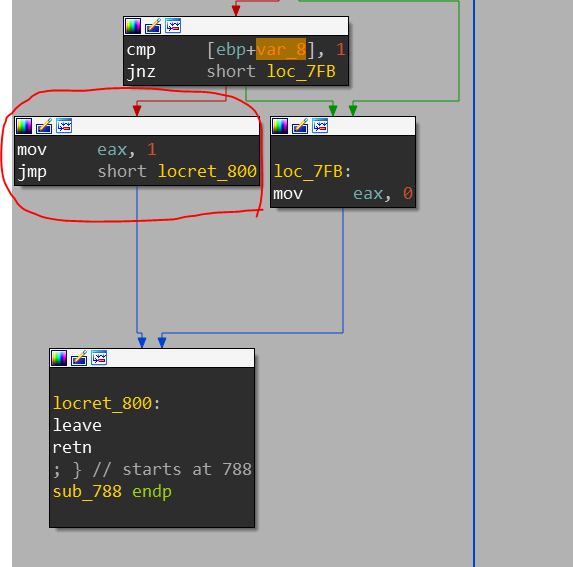 cmp [ebp+var_8], 1
jnz short loc_7FB
mov eax, 1
jmp short locret_800
loc_7FB:
mov eax, 0
locret_800:
leave
retn
; } // starts at 788
sub_788 endp